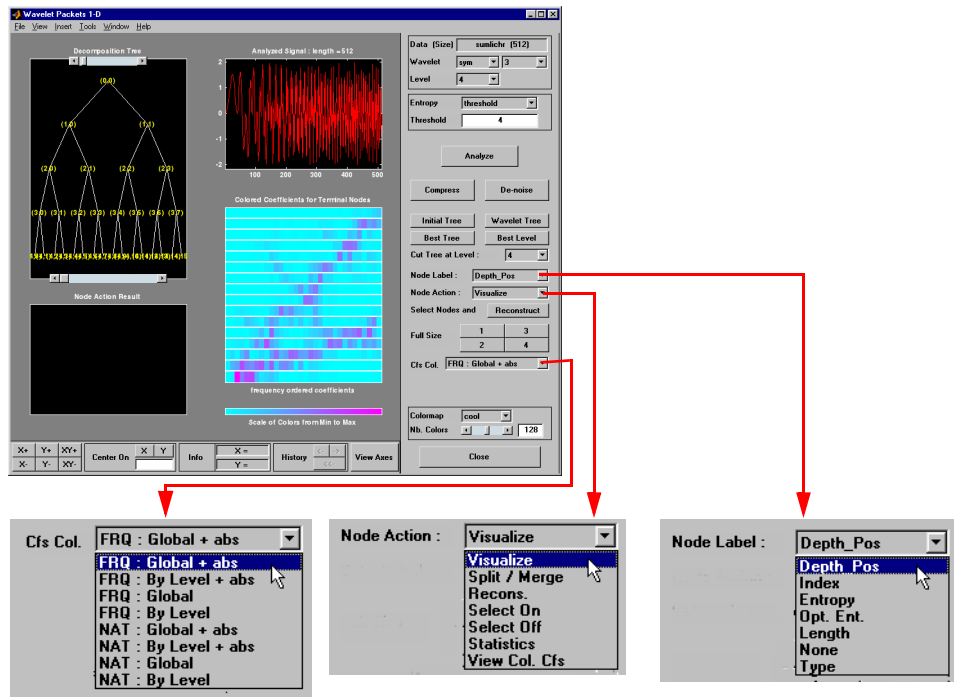 Wavelet Packets 1-D
File View Insert Tools Window Help
Decomposition Tree
(0,0)
(1,0) (1,1)
(2,0) (2,1) (2,2) (2,3)
(3,0) (3,1) (3,2) (3,3) (3,4) (3,5) (3,6) (3,7)
Node Action Result
Analyzed Signal : length = 512
2
1
0
-1
-2
100 200 300 400 500
Colored Coefficients for Terminal Nodes
frequency ordered coefficients
Scale of Colors from Min to Max
Data (Size) sumlichr (512)
Wavelet sym 3
Level 4
Entropy threshold
Threshold 4
Analyze
Compress De-noise
Initial Tree Wavelet Tree
Best Tree Best Level
Cut Tree at Level : 4
Node Label : Depth_Pos
Node Action : Visualize
Select Nodes and Reconstruct
Full Size 1 3
2 4
Cfs Col. FRQ : Global + abs
Colormap cool
Nb. Colors 128
Close
X+ Y+ XY+ Center On X Y Info X = History <- -> View Axes
X- Y- XY- Y = <<-
Cfs Col. FRQ : Global + abs
FRQ : Global + abs
FRQ : By Level + abs
FRQ : Global
FRQ : By Level
NAT : Global + abs
NAT : By Level + abs
NAT : Global
NAT : By Level
Node Action : Visualize
Visualize
Split / Merge
Recons.
Select On
Select Off
Statistics
View Col. Cfs
Node Label : Depth_Pos
Depth_Pos
Index
Entropy
Opt. Ent.
Length
None
Type